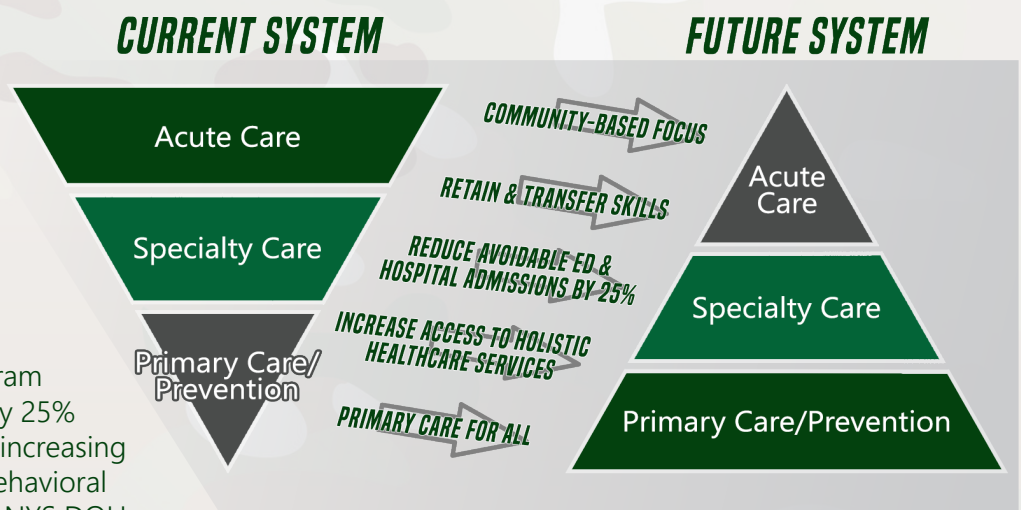 CURRENT SYSTEM
FUTURE SYSTEM
Acute Care
Specialty Care
Primary Care/
Prevention
COMMUNITY-BASED FOCUS
RETAIN & TRANSFER SKILLS
REDUCE AVOIDABLE ED &
HOSPITAL ADMISSIONS BY 25%
INCREASE ACCESS TO HOLISTIC
HEALTHCARE SERVICES
PRIMARY CARE FOR ALL
Acute
Care
Specialty Care
Primary Care/Prevention
25%
increasing
NYS DOH